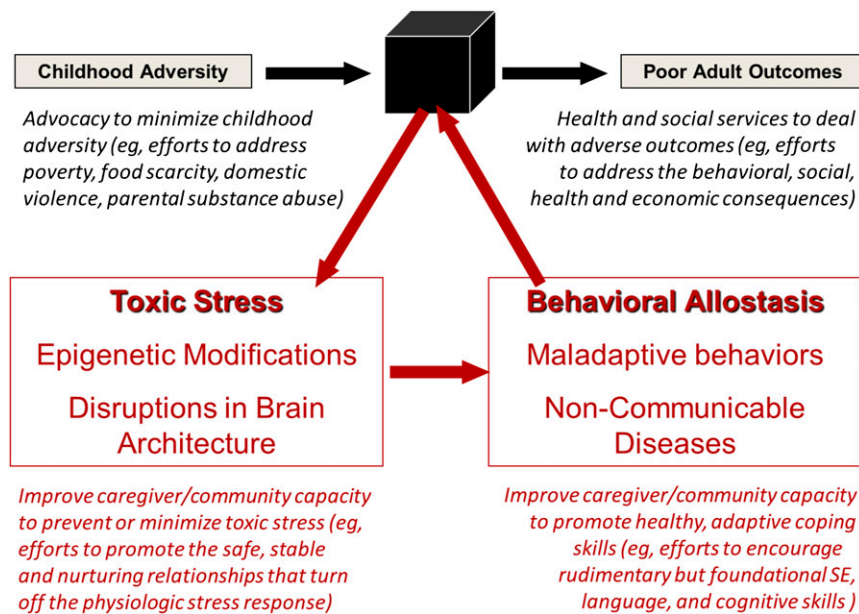 Childhood Adversity
Poor Adult Outcomes
Advocacy to minimize childhood
adversity (eg, efforts to address
poverty, food scarcity, domestic
violence, parental substance abuse)
Health and social services to deal
with adverse outcomes (eg, efforts
to address the behavioral, social,
health and economic consequences)
Toxic Stress
Epigenetic Modifications
Disruptions in Brain
Architecture
Behavioral Allostasis
Maladaptive behaviors
Non-Communicable
Diseases
Improve caregiver/community capacity
to prevent or minimize toxic stress (eg,
efforts to promote the safe, stable
and nurturing relationships that turn
off the physiologic stress response)
Improve caregiver/community capacity
to promote healthy, adaptive coping
skills (eg, efforts to encourage
rudimentary but foundational SE,
language, and cognitive skills )